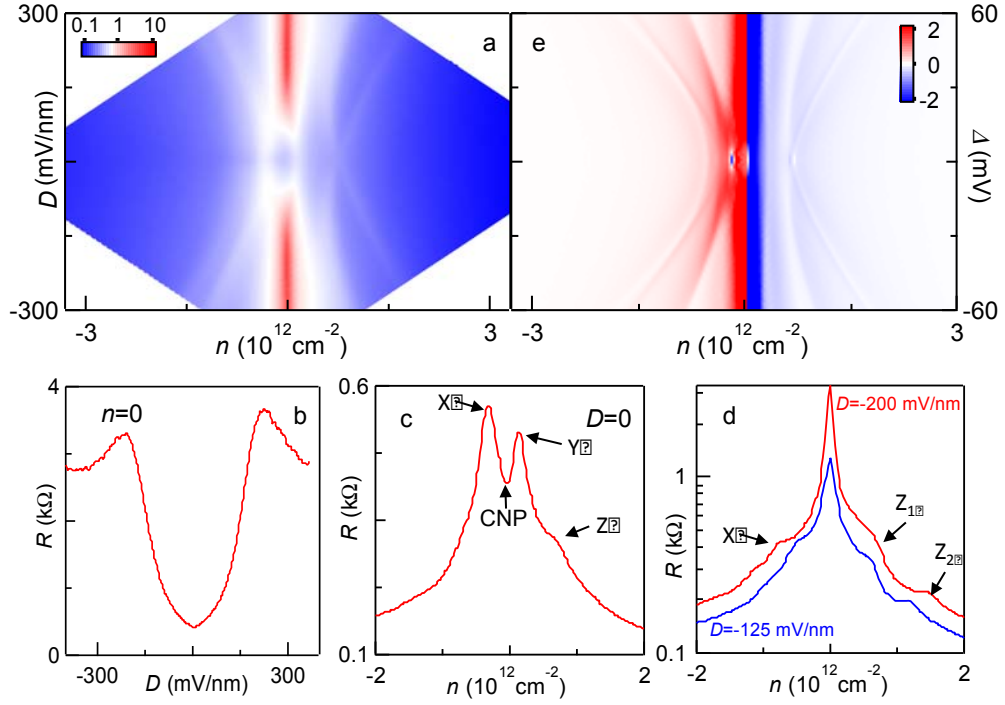 300
0.1 1 10
a
D (mV/nm)
-300
-3
10¹² cm⁻²
3
n (10¹² cm⁻²)
e
2
0
-2
60
Δ (mV)
-60
-3
3
n (10¹² cm⁻²)
4
n=0
b
R (kΩ)
0
-300
300
D (mV/nm)
0.6
X
c
D=0
Y
CNP
Z
R (kΩ)
0.1
-2
2
n (10¹² cm⁻²)
D=-200 mV/nm
d
1
X
Z₁
Z₂
R (kΩ)
D=-125 mV/nm
0.1
-2
2
n (10¹² cm⁻²)